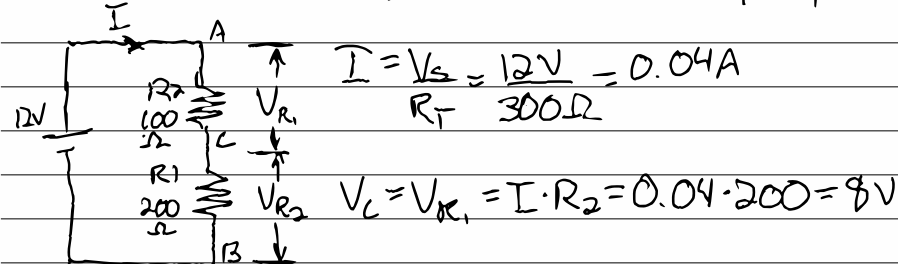 I
A
I = Vs/RT = 12V/300Ω = 0.04A
12V
R2
100
Ω
VR1
C
R1
200
Ω
VR2
VC = VR1 = I·R2 = 0.04·200 = 8V
B